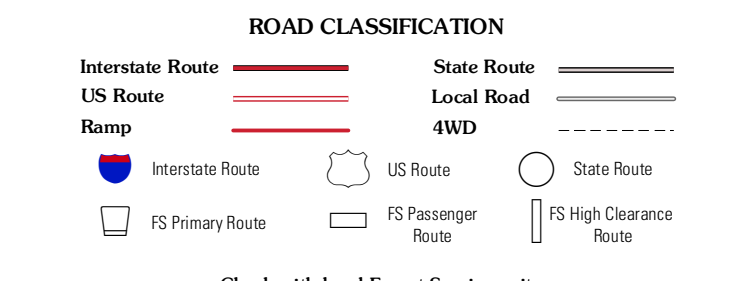 ROAD CLASSIFICATION
Interstate Route
State Route
US Route
Local Road
Ramp
4WD
Interstate Route
US Route
State Route
FS Primary Route
FS Passenger
Route
FS High Clearance
Route